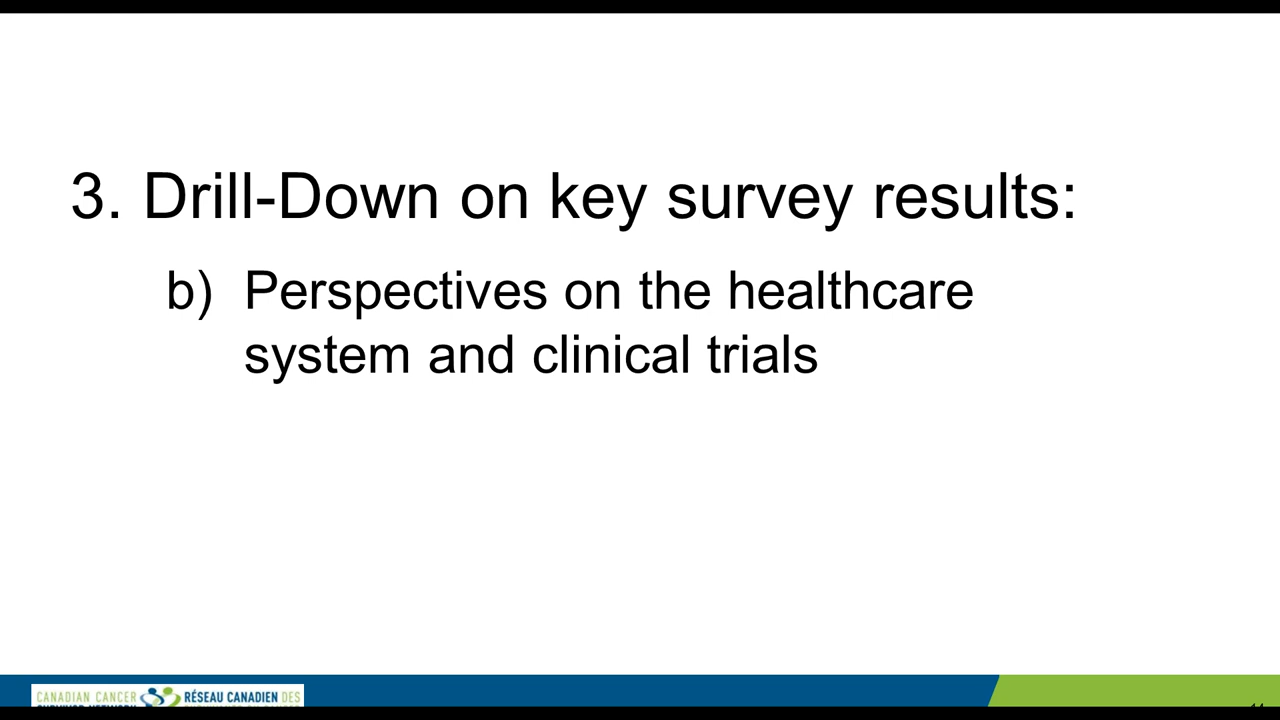 3. Drill-Down on key survey results:
b) Perspectives on the healthcare
system and clinical trials
CANADIAN CANCER RÉSEAU CANADIEN DES